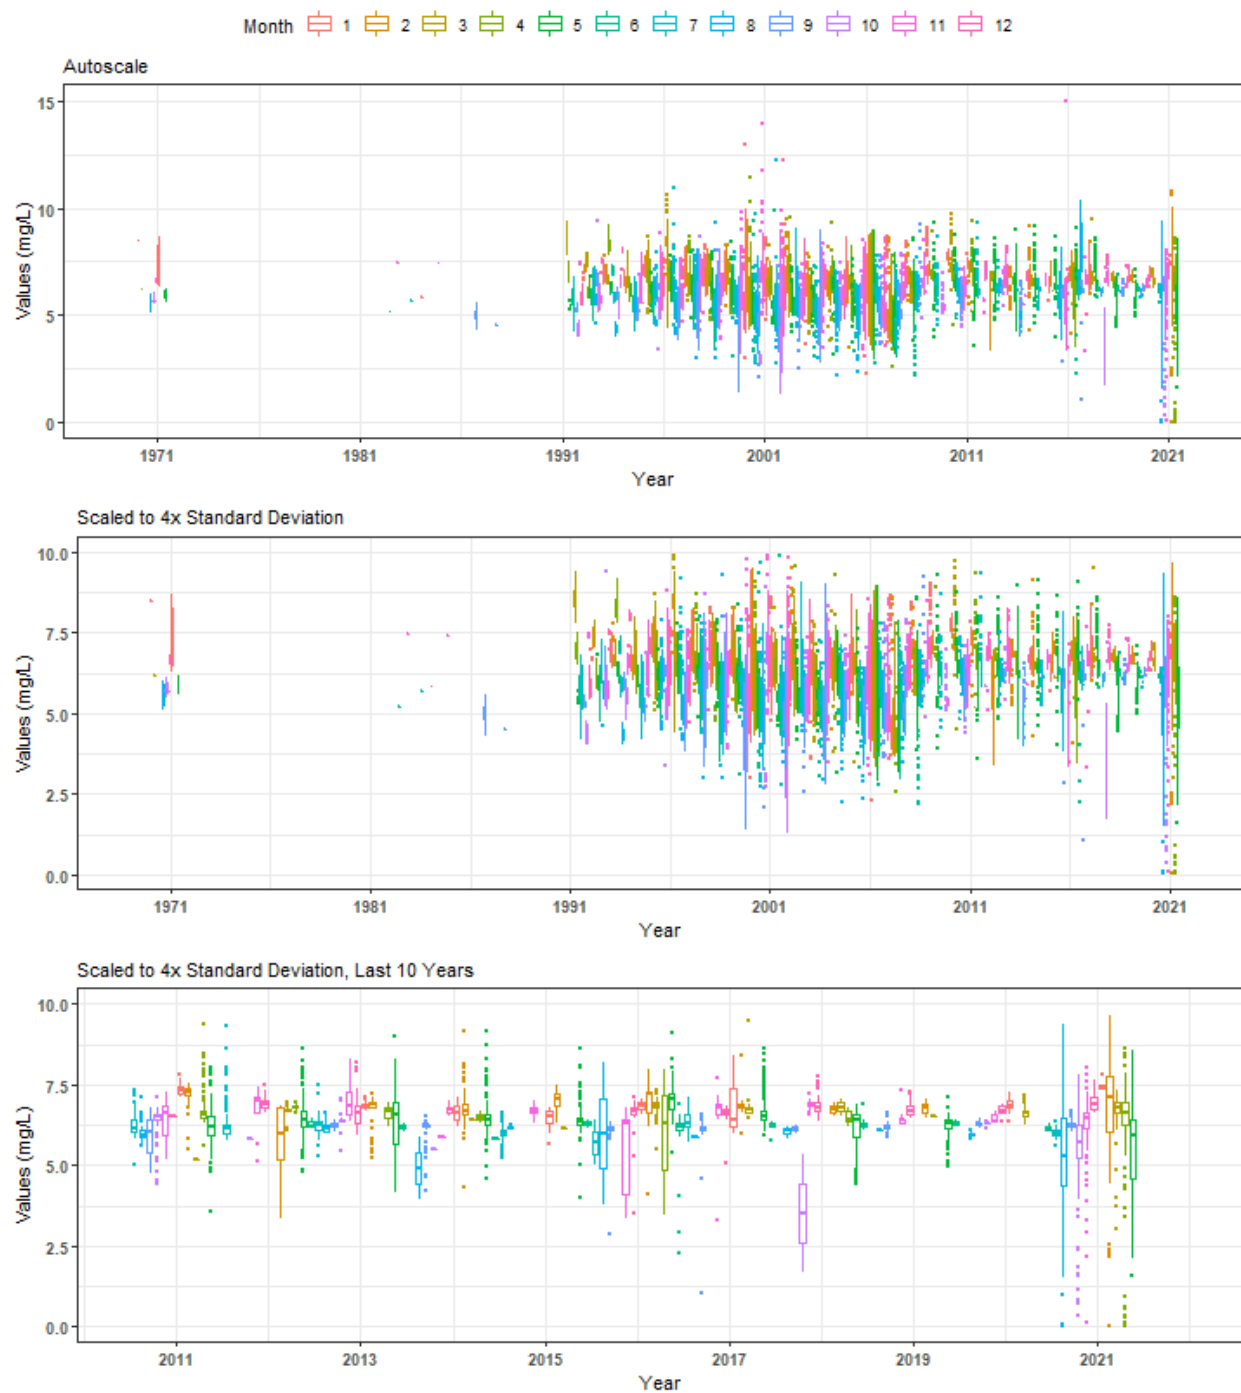 Month 1 2 3 4 5 6 7 8 9 10 11 12
Autoscale
15
10
5
0
Values (mg/L)
1971 1981 1991 2001 2011 2021
Year
Scaled to 4x Standard Deviation
10.0
7.5
5.0
2.5
0.0
Values (mg/L)
1971 1981 1991 2001 2011 2021
Year
Scaled to 4x Standard Deviation, Last 10 Years
10.0
7.5
5.0
2.5
0.0
Values (mg/L)
2011 2013 2015 2017 2019 2021
Year